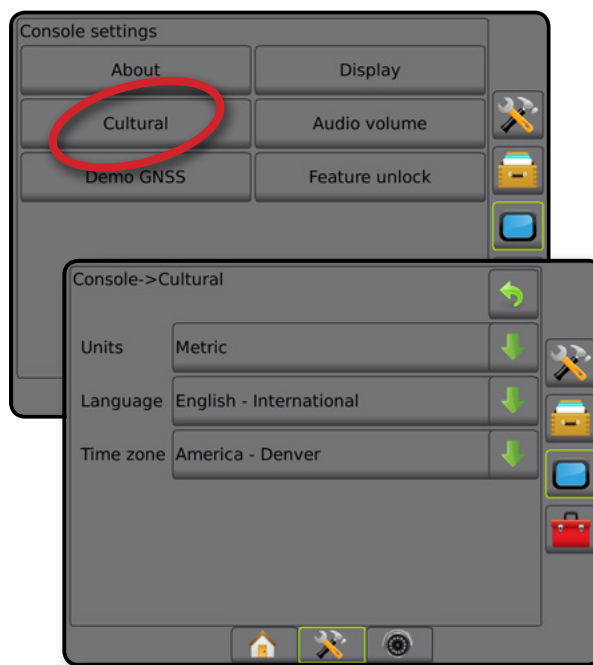 Console settings
About
Display
Cultural
Audio volume
Demo GNSS
Feature unlock
Console->Cultural
Units
Metric
Language
English - International
Time zone
America - Denver